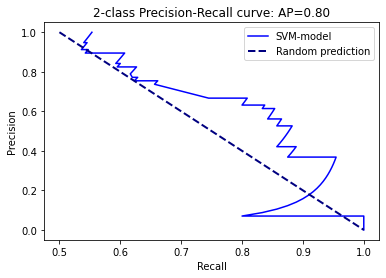 2-class Precision-Recall curve: AP=0.80
SVM-model
Random prediction
Precision
1.0
0.8
0.6
0.4
0.2
0.0
0.5 0.6 0.7 0.8 0.9 1.0
Recall